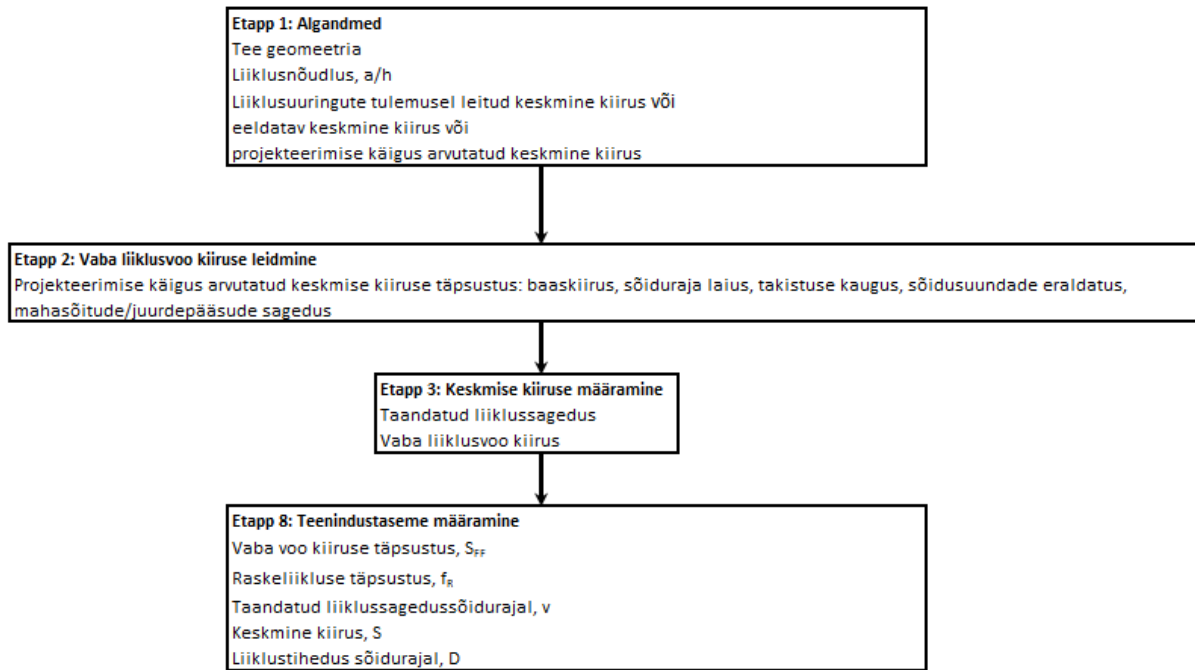 Etapp 1: Algandmed
Tee geomeetria
Liiklusnõudlus, a/h
Liiklusuuringute tulemusel leitud keskmine kiirus või
eeldatav keskmine kiirus või
projekteerimise käigus arvutatud keskmine kiirus
Etapp 2: Vaba liiklusvoo kiiruse leidmine
Projekteerimise käigus arvutatud keskmise kiiruse täpsustus: baaskiirus, sõiduraja laius, takistuse kaugus, sõidusuundade eraldatus,
mahasõitude/juurdepääsude sagedus
Etapp 3: Keskmise kiiruse määramine
Taandatud liiklussagedus
Vaba liiklusvoo kiirus
Etapp 8: Teenindustaseme määramine
Vaba voo kiiruse täpsustus, S_FF
Raskeliikluse täpsustus, f_R
Taandatud liiklussagedussõidurajal, v
Keskmine kiirus, S
Liiklustihedus sõidurajal, D